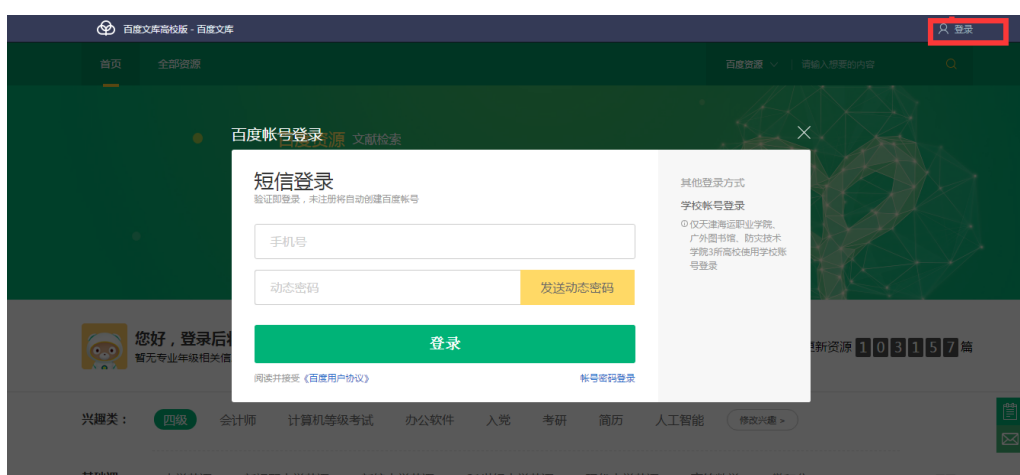 百度文库高校版 - 百度文库
登录
首页
全部资源
百度资源
请输入想要的内容
百度资源 文献检索
百度帐号登录
短信登录
验证即登录，未注册将自动创建百度帐号
手机号
动态密码
发送动态密码
登录
阅读并接受《百度用户协议》
帐号密码登录
其他登录方式
学校帐号登录
仅天津海运职业学院、
广外图书馆、防灾技术
学院3所高校使用学校账
号登录
您好，登录后
暂无专业年级相关信
更新资源 103157 篇
兴趣类：
四级
会计师
计算机等级考试
办公软件
入党
考研
简历
人工智能
修改兴趣 >